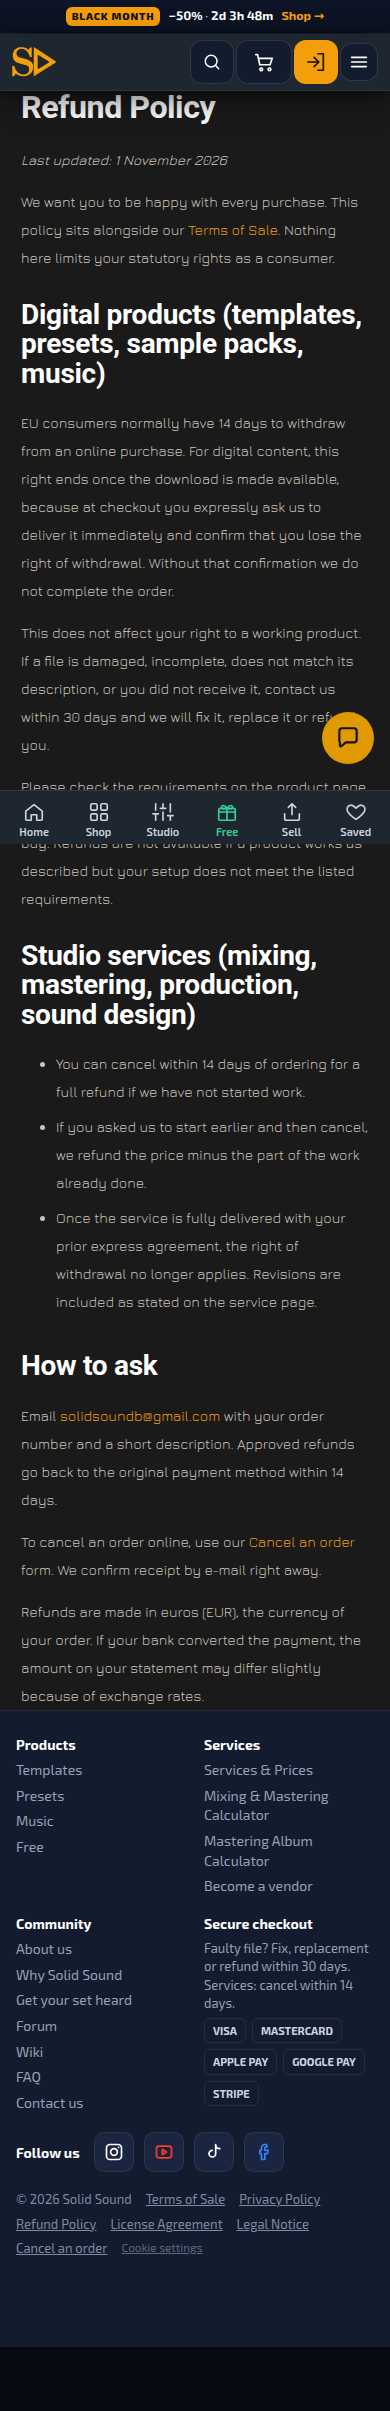 BLACK MONTH −50% · 2d 3h 48m Shop →
SD
Refund Policy
Last updated: 1 November 2026
We want you to be happy with every purchase. This
policy sits alongside our Terms of Sale. Nothing
here limits your statutory rights as a consumer.
Digital products (templates,
presets, sample packs,
music)
EU consumers normally have 14 days to withdraw
from an online purchase. For digital content, this
right ends once the download is made available,
because at checkout you expressly ask us to
deliver it immediately and confirm that you lose the
right of withdrawal. Without that confirmation we do
not complete the order.
This does not affect your right to a working product.
If a file is damaged, incomplete, does not match its
description, or you did not receive it, contact us
within 30 days and we will fix it, replace it or
you.
Please check the requirements on the product page
Home Shop Studio Free Sell Saved
buy. Refunds are not available if a product works as
described but your setup does not meet the listed
requirements.
Studio services (mixing,
mastering, production,
sound design)
You can cancel within 14 days of ordering for a
full refund if we have not started work.
If you asked us to start earlier and then cancel,
we refund the price minus the part of the work
already done.
Once the service is fully delivered with your
prior express agreement, the right of
withdrawal no longer applies. Revisions are
included as stated on the service page.
How to ask
Email solidsoundb@gmail.com with your order
number and a short description. Approved refunds
go back to the original payment method within 14
days.
To cancel an order online, use our Cancel an order
form. We confirm receipt by e-mail right away.
Refunds are made in euros (EUR), the currency of
your order. If your bank converted the payment, the
amount on your statement may differ slightly
because of exchange rates.
Products
Templates
Presets
Music
Free
Services
Services & Prices
Mixing & Mastering
Calculator
Mastering Album
Calculator
Become a vendor
Community
About us
Why Solid Sound
Get your set heard
Forum
Wiki
FAQ
Contact us
Secure checkout
Faulty file? Fix, replacement
or refund within 30 days.
Services: cancel within 14
days.
VISA MASTERCARD
APPLE PAY GOOGLE PAY
STRIPE
Follow us
© 2026 Solid Sound Terms of Sale Privacy Policy
Refund Policy License Agreement Legal Notice
Cancel an order Cookie settings